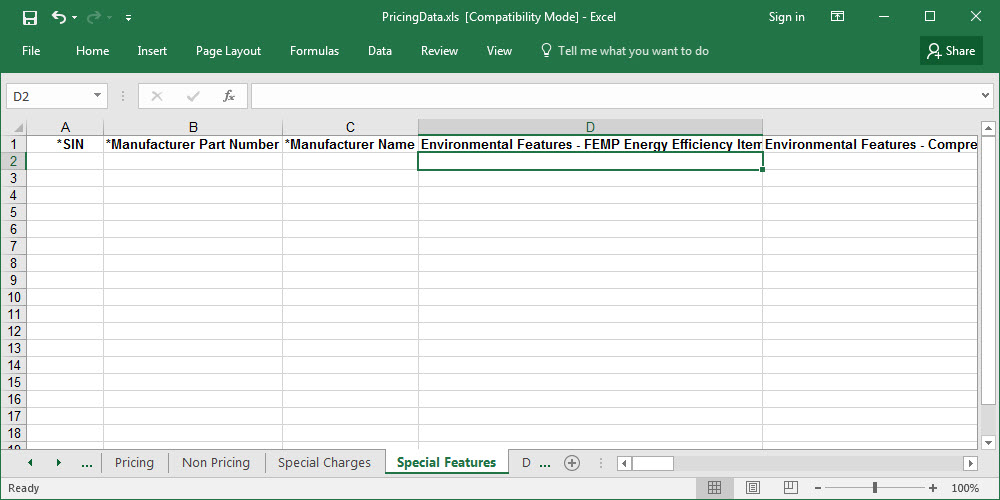 PricingData.xls [Compatibility Mode] - Excel
Sign in
File Home Insert Page Layout Formulas Data Review View Tell me what you want to do Share
D2 fx
A B C D
1 *SIN *Manufacturer Part Number *Manufacturer Name Environmental Features - FEMP Energy Efficiency Item Environmental Features - Compre
2
3
4
5
6
7
8
9
10
11
12
13
14
15
16
17
18
19
... Pricing Non Pricing Special Charges Special Features D ...
Ready 100%